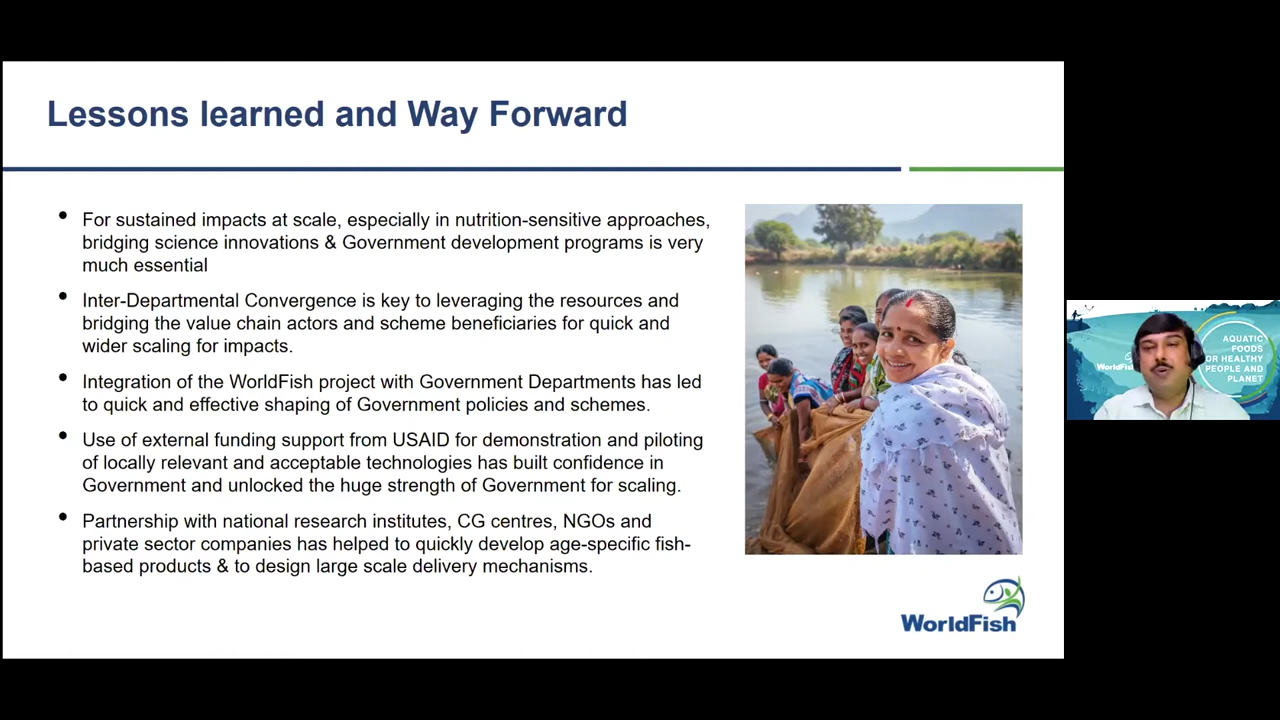 Lessons learned and Way Forward
• For sustained impacts at scale, especially in nutrition-sensitive approaches,
bridging science innovations & Government development programs is very
much essential
• Inter-Departmental Convergence is key to leveraging the resources and
bridging the value chain actors and scheme beneficiaries for quick and
wider scaling for impacts.
• Integration of the WorldFish project with Government Departments has led
to quick and effective shaping of Government policies and schemes.
• Use of external funding support from USAID for demonstration and piloting
of locally relevant and acceptable technologies has built confidence in
Government and unlocked the huge strength of Government for scaling.
• Partnership with national research institutes, CG centres, NGOs and
private sector companies has helped to quickly develop age-specific fish-
based products & to design large scale delivery mechanisms.
WorldFish
WorldFish
AQUATIC
FOODS
OR HEALTHY
PEOPLE AND
PLANET